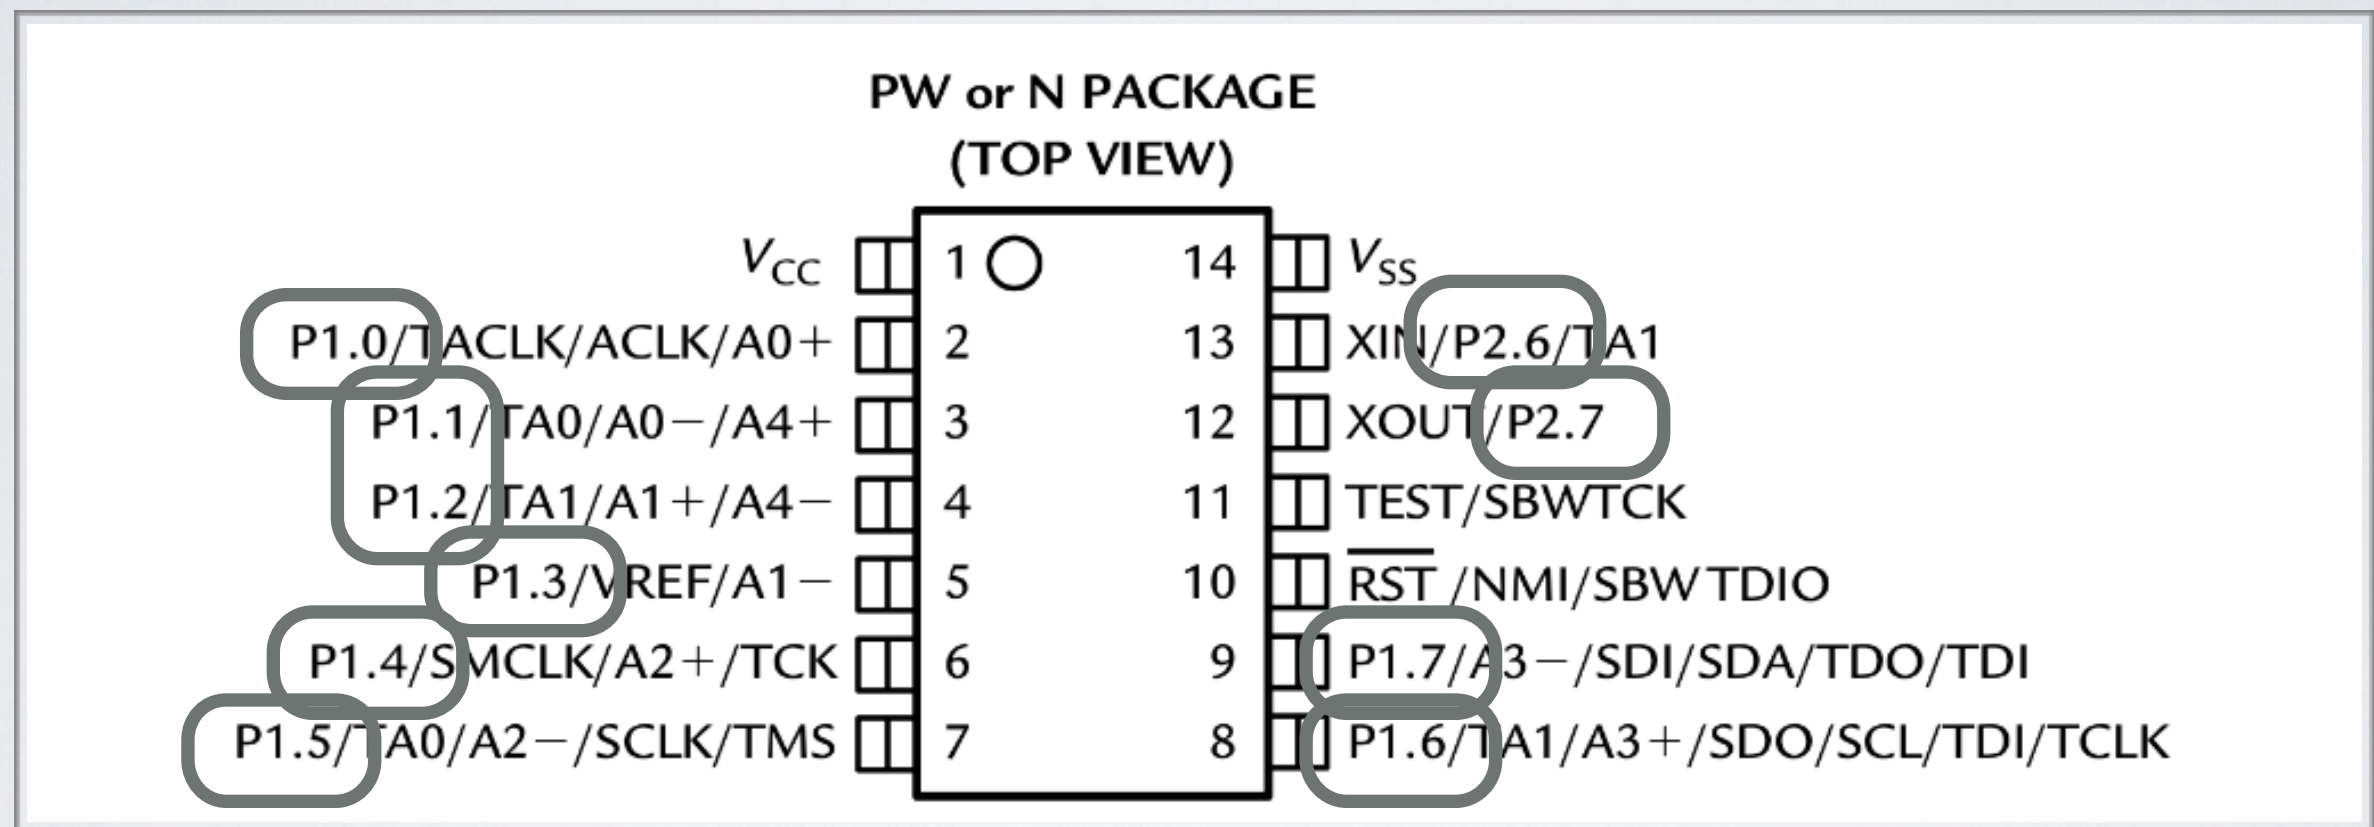 PW or N PACKAGE
(TOP VIEW)
VCC 1 14 VSS
P1.0/TACLK/ACLK/A0+ 2 13 XIN/P2.6/TA1
P1.1/TA0/A0−/A4+ 3 12 XOUT/P2.7
P1.2/TA1/A1+/A4− 4 11 TEST/SBWTCK
P1.3/VREF/A1− 5 10 RST /NMI/SBWTDIO
P1.4/SMCLK/A2+/TCK 6 9 P1.7/A3−/SDI/SDA/TDO/TDI
P1.5/TA0/A2−/SCLK/TMS 7 8 P1.6/TA1/A3+/SDO/SCL/TDI/TCLK